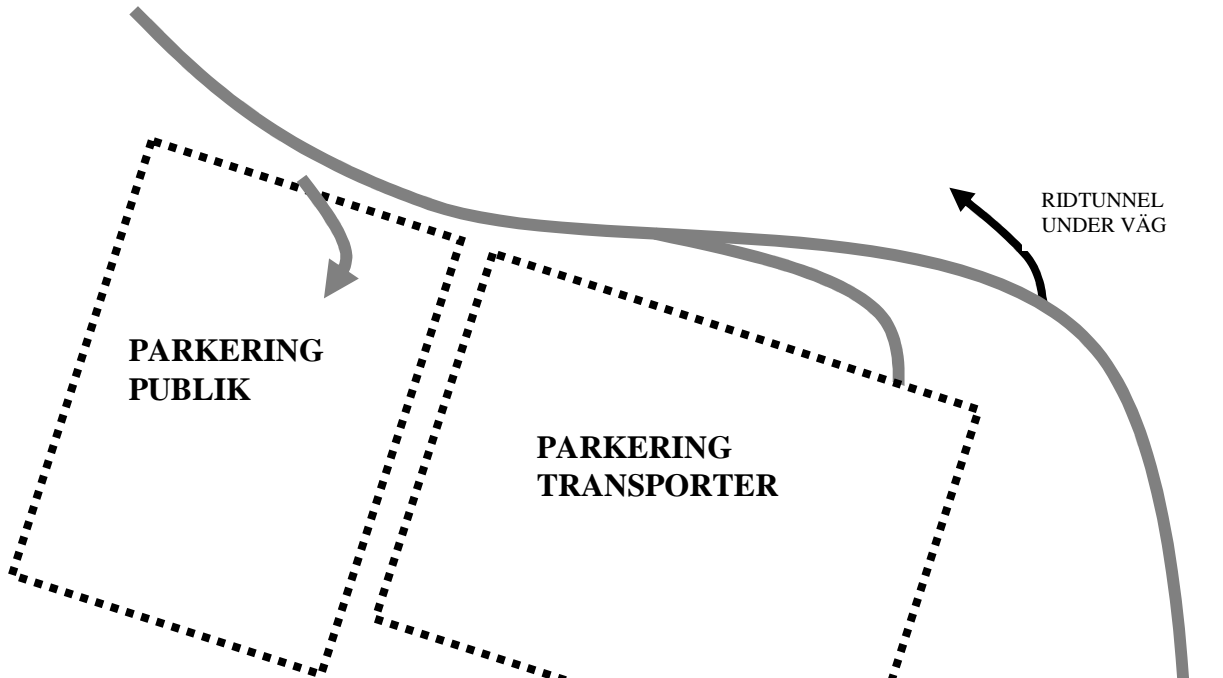 RIDTUNNEL
UNDER VÄG
PARKERING
PUBLIK
PARKERING
TRANSPORTER